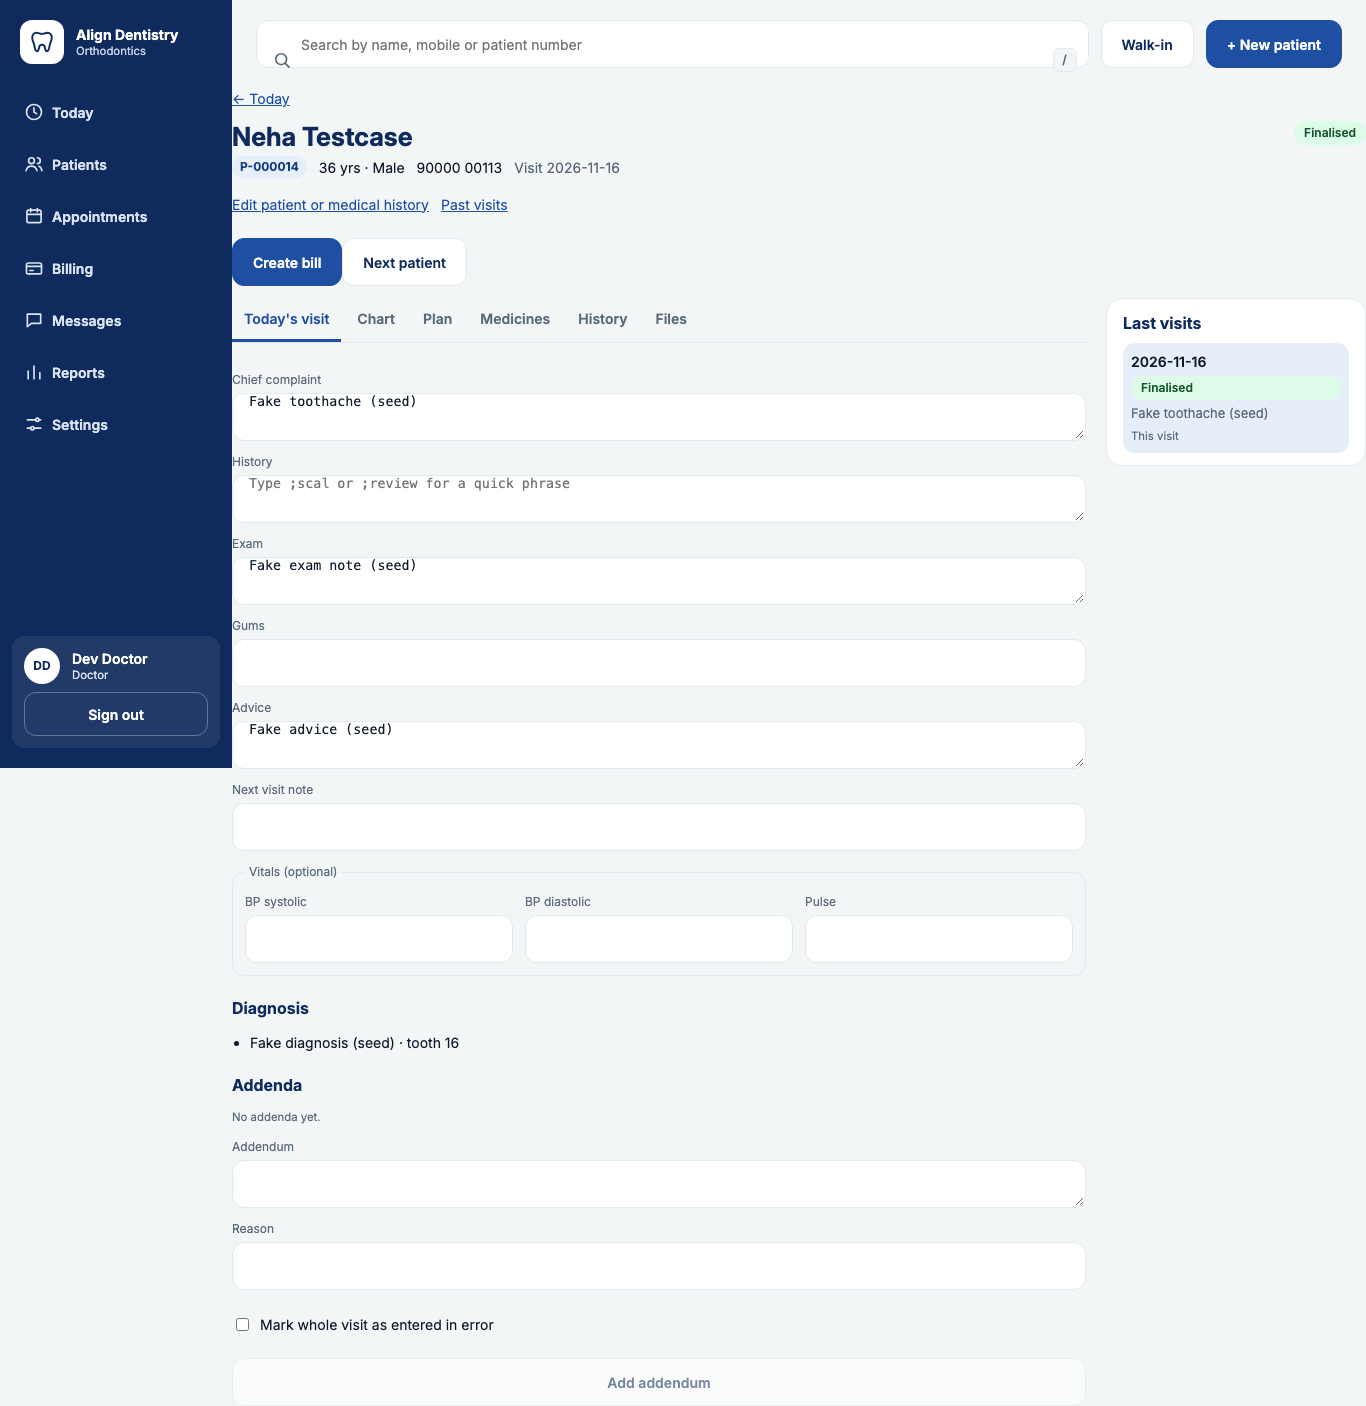 Align Dentistry
Orthodontics
Today
Patients
Appointments
Billing
Messages
Reports
Settings
DD
Dev Doctor
Doctor
Sign out
Search by name, mobile or patient number
/
Walk-in
+ New patient
← Today
Neha Testcase
Finalised
P-000014 36 yrs · Male 90000 00113 Visit 2026-11-16
Edit patient or medical history Past visits
Create bill
Next patient
Today's visit Chart Plan Medicines History Files
Chief complaint
Fake toothache (seed)
History
Type ;scal or ;review for a quick phrase
Exam
Fake exam note (seed)
Gums
Advice
Fake advice (seed)
Next visit note
Vitals (optional)
BP systolic BP diastolic Pulse
Diagnosis
• Fake diagnosis (seed) · tooth 16
Addenda
No addenda yet.
Addendum
Reason
Mark whole visit as entered in error
Add addendum
Last visits
2026-11-16
Finalised
Fake toothache (seed)
This visit